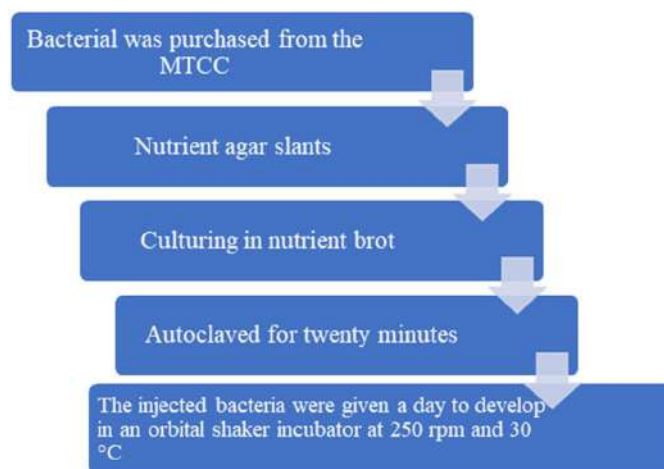 Bacterial was purchased from the
MTCC
Nutrient agar slants
Culturing in nutrient brot
Autoclaved for twenty minutes
The injected bacteria were given a day to develop
in an orbital shaker incubator at 250 rpm and 30
°C